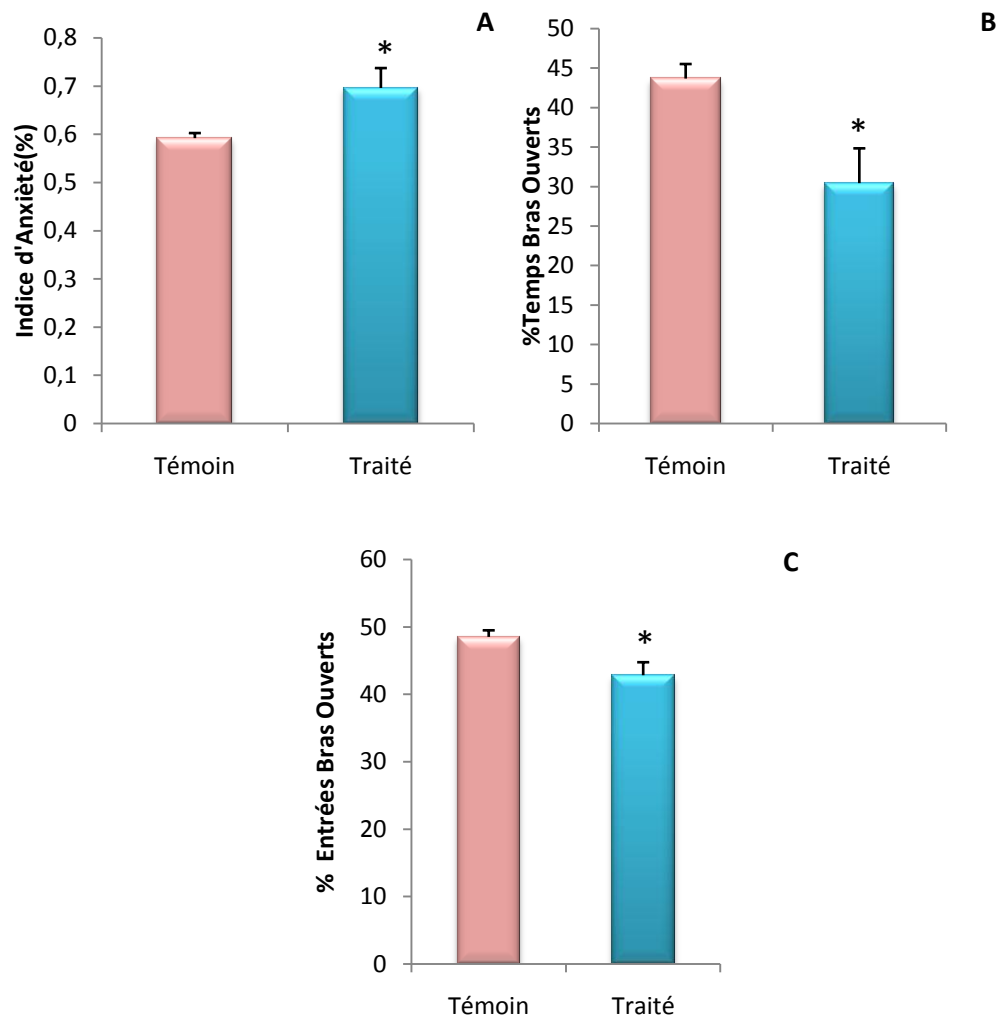 A
Indice d'Anxièté(%)
0,8
0,7
0,6
0,5
0,4
0,3
0,2
0,1
0
*
Témoin
Traité
B
%Temps Bras Ouverts
50
45
40
35
30
25
20
15
10
5
0
*
Témoin
Traité
C
% Entrées Bras Ouverts
60
50
40
30
20
10
0
*
Témoin
Traité